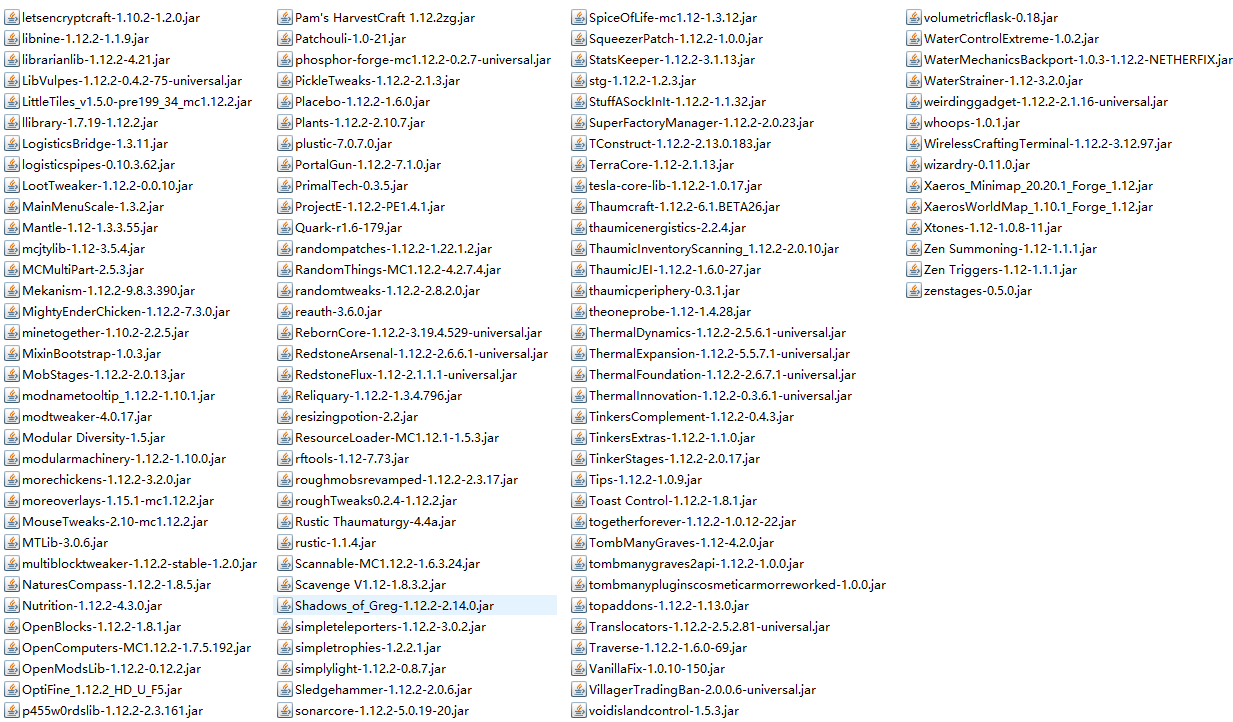 letsencryptcraft-1.10.2-1.2.0.jar
libnine-1.12.2-1.1.9.jar
librarianlib-1.12.2-4.21.jar
LibVulpes-1.12.2-0.4.2-75-universal.jar
LittleTiles_v1.5.0-pre199_34_mc1.12.2.jar
llibrary-1.7.19-1.12.2.jar
LogisticsBridge-1.3.11.jar
logisticspipes-0.10.3.62.jar
LootTweaker-1.12.2-0.0.10.jar
MainMenuScale-1.3.2.jar
Mantle-1.12-1.3.3.55.jar
mcjtylib-1.12-3.5.4.jar
MCMultiPart-2.5.3.jar
Mekanism-1.12.2-9.8.3.390.jar
MightyEnderChicken-1.12.2-7.3.0.jar
minetogether-1.10.2-2.2.5.jar
MixinBootstrap-1.0.3.jar
MobStages-1.12.2-2.0.13.jar
modnametooltip_1.12.2-1.10.1.jar
modtweaker-4.0.17.jar
Modular Diversity-1.5.jar
modularmachinery-1.12.2-1.10.0.jar
morechickens-1.12.2-3.2.0.jar
moreoverlays-1.15.1-mc1.12.2.jar
MouseTweaks-2.10-mc1.12.2.jar
MTLib-3.0.6.jar
multiblocktweaker-1.12.2-stable-1.2.0.jar
NaturesCompass-1.12.2-1.8.5.jar
Nutrition-1.12.2-4.3.0.jar
OpenBlocks-1.12.2-1.8.1.jar
OpenComputers-MC1.12.2-1.7.5.192.jar
OpenModsLib-1.12.2-0.12.2.jar
OptiFine_1.12.2_HD_U_F5.jar
p455w0rdslib-1.12.2-2.3.161.jar
Pam's HarvestCraft 1.12.2zg.jar
Patchouli-1.0-21.jar
phosphor-forge-mc1.12.2-0.2.7-universal.jar
PickleTweaks-1.12.2-2.1.3.jar
Placebo-1.12.2-1.6.0.jar
Plants-1.12.2-2.10.7.jar
plustic-7.0.7.0.jar
PortalGun-1.12.2-7.1.0.jar
PrimalTech-0.3.5.jar
ProjectE-1.12.2-PE1.4.1.jar
Quark-r1.6-179.jar
randompatches-1.12.2-1.22.1.2.jar
RandomThings-MC1.12.2-4.2.7.4.jar
randomtweaks-1.12.2-2.8.2.0.jar
reauth-3.6.0.jar
RebornCore-1.12.2-3.19.4.529-universal.jar
RedstoneArsenal-1.12.2-2.6.6.1-universal.jar
RedstoneFlux-1.12-2.1.1.1-universal.jar
Reliquary-1.12.2-1.3.4.796.jar
resizingpotion-2.2.jar
ResourceLoader-MC1.12.1-1.5.3.jar
rftools-1.12-7.73.jar
roughmobsrevamped-1.12.2-2.3.17.jar
roughTweaks0.2.4-1.12.2.jar
Rustic Thaumaturgy-4.4a.jar
rustic-1.1.4.jar
Scannable-MC1.12.2-1.6.3.24.jar
Scavenge V1.12-1.8.3.2.jar
Shadows_of_Greg-1.12.2-2.14.0.jar
simpleteleporters-1.12.2-3.0.2.jar
simpletrophies-1.2.2.1.jar
simplylight-1.12.2-0.8.7.jar
Sledgehammer-1.12.2-2.0.6.jar
sonarcore-1.12.2-5.0.19-20.jar
SpiceOfLife-mc1.12-1.3.12.jar
SqueezerPatch-1.12.2-1.0.0.jar
StatsKeeper-1.12.2-3.1.13.jar
stg-1.12.2-1.2.3.jar
StuffASockInIt-1.12.2-1.1.32.jar
SuperFactoryManager-1.12.2-2.0.23.jar
TConstruct-1.12.2-2.13.0.183.jar
TerraCore-1.12-2.1.13.jar
tesla-core-lib-1.12.2-1.0.17.jar
Thaumcraft-1.12.2-6.1.BETA26.jar
thaumicenergistics-2.2.4.jar
ThaumicInventoryScanning_1.12.2-2.0.10.jar
ThaumicJEI-1.12.2-1.6.0-27.jar
thaumicperiphery-0.3.1.jar
theoneprobe-1.12-1.4.28.jar
ThermalDynamics-1.12.2-2.5.6.1-universal.jar
ThermalExpansion-1.12.2-5.5.7.1-universal.jar
ThermalFoundation-1.12.2-2.6.7.1-universal.jar
ThermalInnovation-1.12.2-0.3.6.1-universal.jar
TinkersComplement-1.12.2-0.4.3.jar
TinkersExtras-1.12.2-1.1.0.jar
TinkerStages-1.12.2-2.0.17.jar
Tips-1.12.2-1.0.9.jar
Toast Control-1.12.2-1.8.1.jar
togetherforever-1.12.2-1.0.12-22.jar
TombManyGraves-1.12-4.2.0.jar
tombmanygraves2api-1.12.2-1.0.0.jar
tombmanypluginscosmeticarmorreworked-1.0.0.jar
topaddons-1.12.2-1.13.0.jar
Translocators-1.12.2-2.5.2.81-universal.jar
Traverse-1.12.2-1.6.0-69.jar
VanillaFix-1.0.10-150.jar
VillagerTradingBan-2.0.0.6-universal.jar
voidislandcontrol-1.5.3.jar
volumetricflask-0.18.jar
WaterControlExtreme-1.0.2.jar
WaterMechanicsBackport-1.0.3-1.12.2-NETHERFIX.jar
WaterStrainer-1.12-3.2.0.jar
weirdinggadget-1.12.2-2.1.16-universal.jar
whoops-1.0.1.jar
WirelessCraftingTerminal-1.12.2-3.12.97.jar
wizardry-0.11.0.jar
Xaeros_Minimap_20.20.1_Forge_1.12.jar
XaerosWorldMap_1.10.1_Forge_1.12.jar
Xtones-1.12-1.0.8-11.jar
Zen Summoning-1.12-1.1.1.jar
Zen Triggers-1.12-1.1.1.jar
zenstages-0.5.0.jar